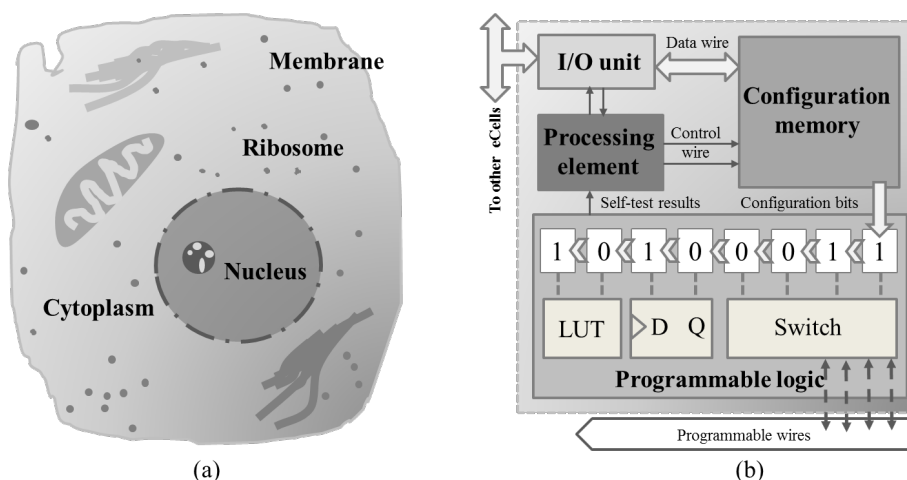 Membrane
Ribosome
Nucleus
Cytoplasm
(a)
To other eCells
I/O unit
Data wire
Configuration
memory
Processing
element
Control
wire
Self-test results
Configuration bits
1 0 1 0 0 0 1 1
LUT
D Q
Switch
Programmable logic
Programmable wires
(b)